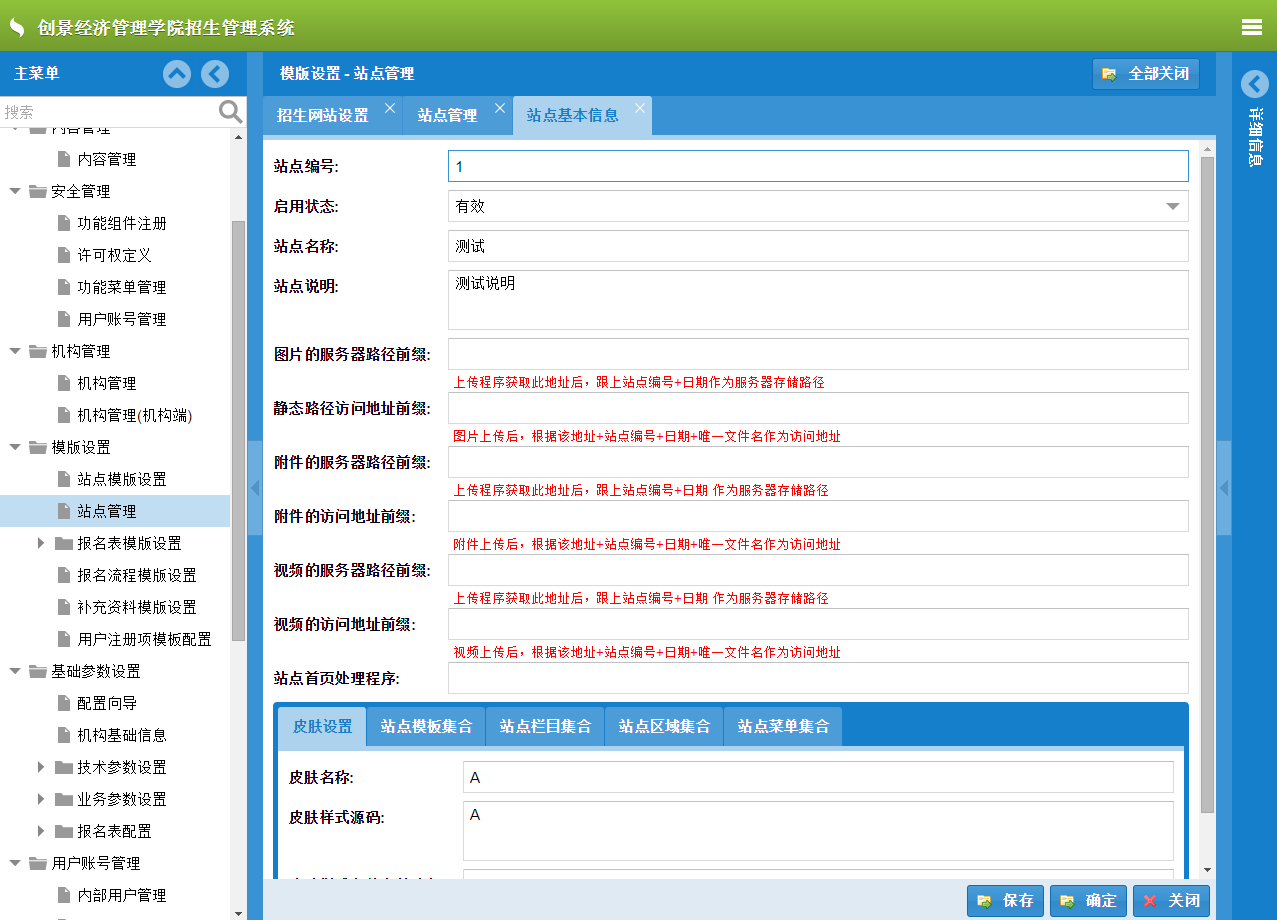 创景经济管理学院招生管理系统
主菜单
搜索
内容管理
内容管理
安全管理
功能组件注册
许可权定义
功能菜单管理
用户账号管理
机构管理
机构管理
机构管理(机构端)
模版设置
站点模版设置
站点管理
报名表模版设置
报名流程模版设置
补充资料模版设置
用户注册项模板配置
基础参数设置
配置向导
机构基础信息
技术参数设置
业务参数设置
报名表配置
用户账号管理
内部用户管理
模版设置 - 站点管理
全部关闭
招生网站设置 站点管理 站点基本信息
站点编号: 1
启用状态: 有效
站点名称: 测试
站点说明: 测试说明
图片的服务器路径前缀:
上传程序获取此地址后，跟上站点编号+日期作为服务器存储路径
静态路径访问地址前缀:
图片上传后，根据该地址+站点编号+日期+唯一文件名作为访问地址
附件的服务器路径前缀:
上传程序获取此地址后，跟上站点编号+日期 作为服务器存储路径
附件的访问地址前缀:
附件上传后，根据该地址+站点编号+日期+唯一文件名作为访问地址
视频的服务器路径前缀:
上传程序获取此地址后，跟上站点编号+日期 作为服务器存储路径
视频的访问地址前缀:
视频上传后，根据该地址+站点编号+日期+唯一文件名作为访问地址
站点首页处理程序:
皮肤设置 站点模板集合 站点栏目集合 站点区域集合 站点菜单集合
皮肤名称: A
皮肤样式源码: A
保存 确定 关闭
详细信息